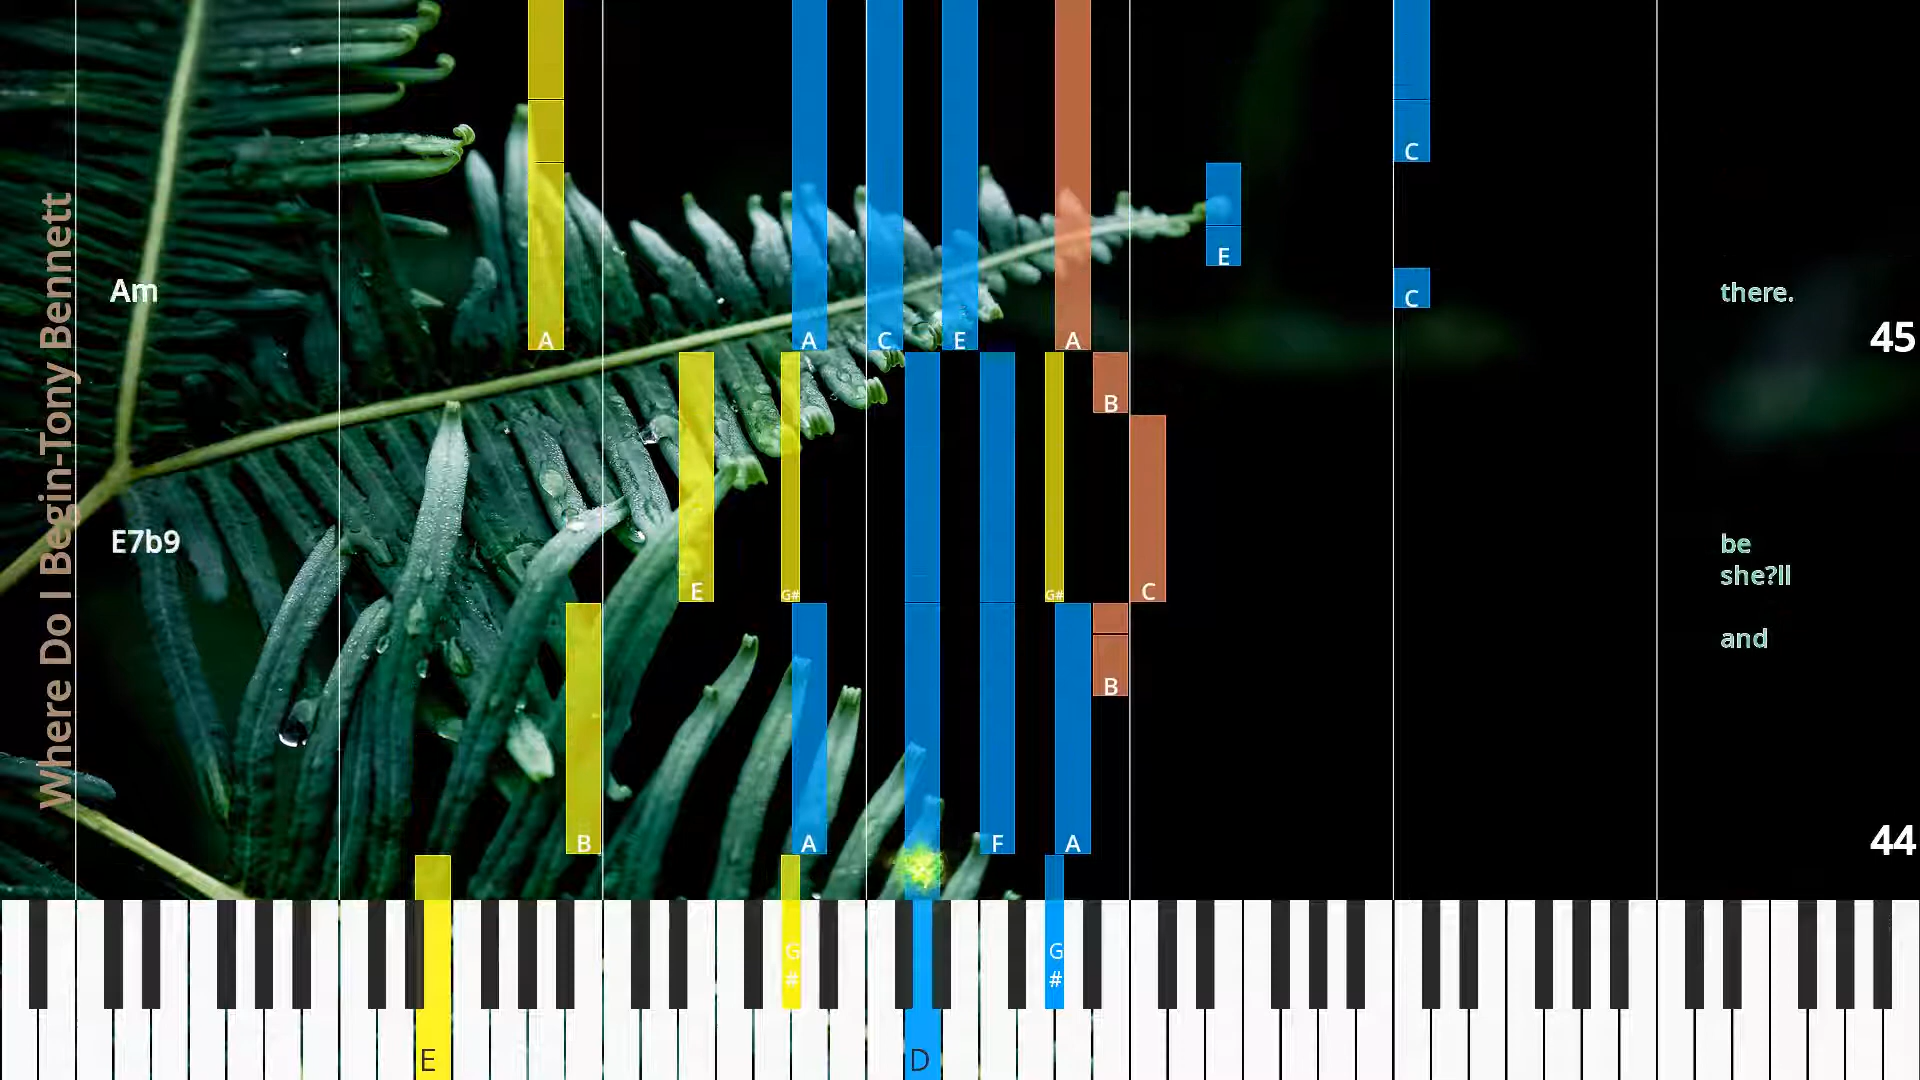 Where Do I Begin-Tony Bennett
C
E
Am
C
there.
A
A
C
E
A
45
B
E7b9
be
she?ll
E
G#
G#
C
and
B
B
A
F
A
44
G
#
G
#
E
D